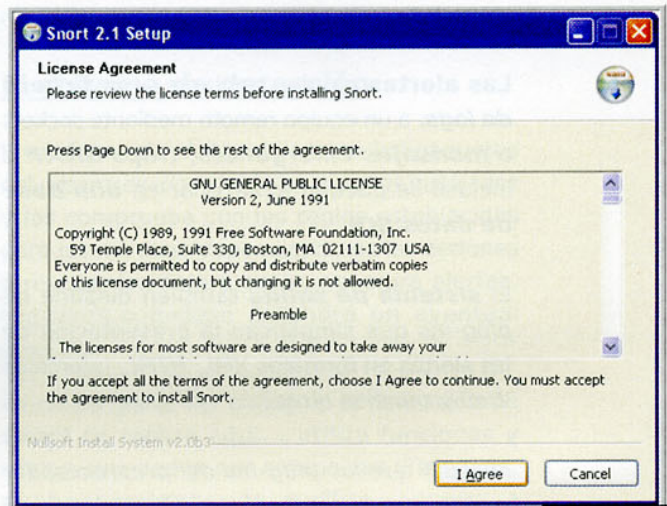 Snort 2.1 Setup
License Agreement
Please review the license terms before installing Snort.
Press Page Down to see the rest of the agreement.
GNU GENERAL PUBLIC LICENSE
Version 2, June 1991
Copyright (C) 1989, 1991 Free Software Foundation, Inc.
59 Temple Place, Suite 330, Boston, MA 02111-1307 USA
Everyone is permitted to copy and distribute verbatim copies
of this license document, but changing it is not allowed.
Preamble
The licenses for most software are designed to take away your
If you accept all the terms of the agreement, choose I Agree to continue. You must accept
the agreement to install Snort.
Nullsoft Install System v2.0b3
I Agree
Cancel